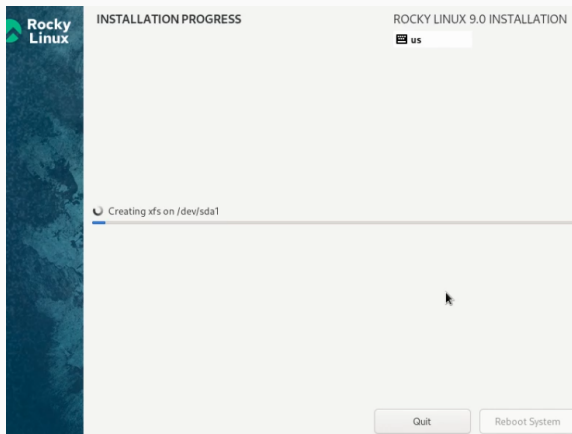 Rocky
Linux
INSTALLATION PROGRESS
ROCKY LINUX 9.0 INSTALLATION
us
Creating xfs on /dev/sda1
Quit
Reboot System